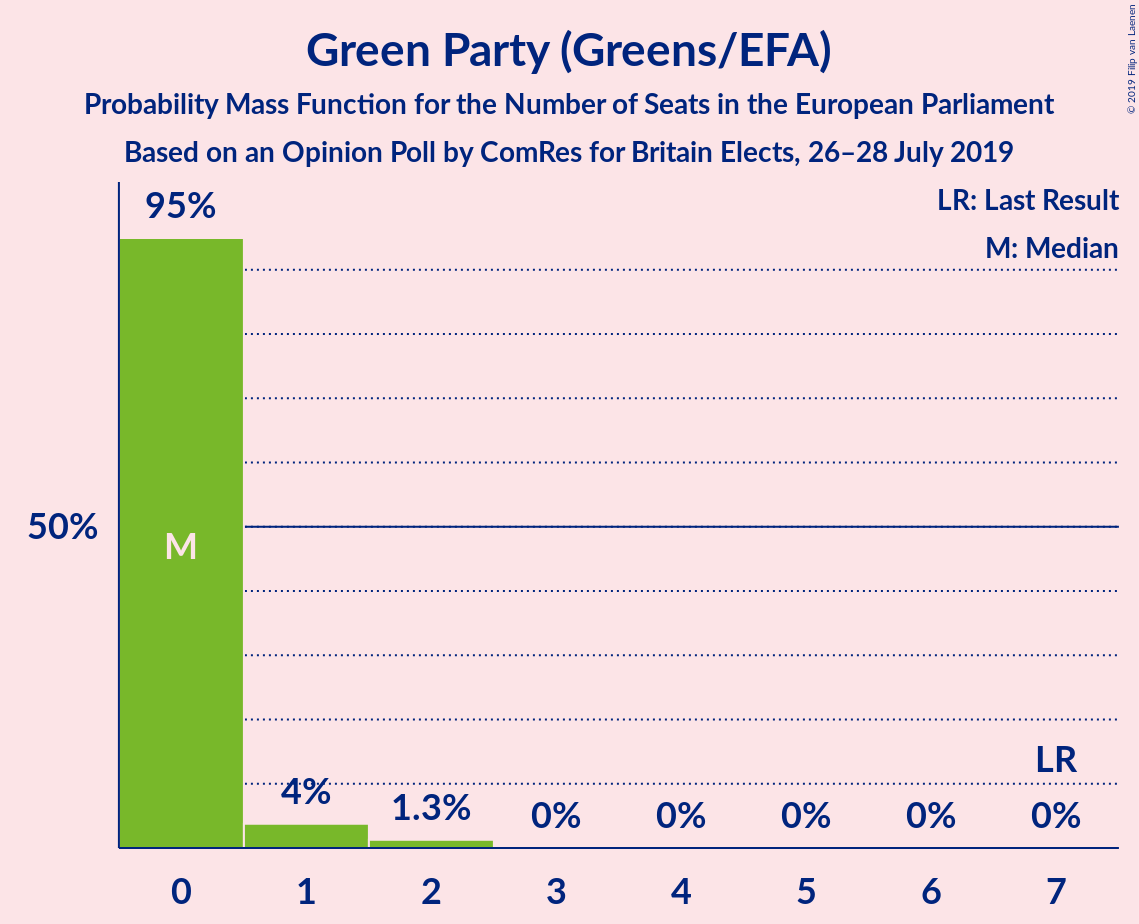 Green Party (Greens/EFA)
Probability Mass Function for the Number of Seats in the European Parliament
Based on an Opinion Poll by ComRes for Britain Elects, 26–28 July 2019
© 2019 Filip van Laenen
LR: Last Result
M: Median
95%
50%
M
LR
4%
1.3%
0%
0%
0%
0%
0%
0
1
2
3
4
5
6
7